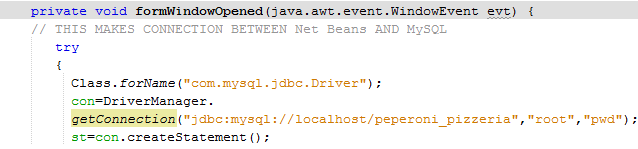 private void formWindowOpened(java.awt.event.WindowEvent evt) {
// THIS MAKES CONNECTION BETWEEN Net Beans AND MySQL
try
{
Class.forName("com.mysql.jdbc.Driver");
con=DriverManager.
getConnection("jdbc:mysql://localhost/peperoni_pizzeria","root","pwd");
st=con.createStatement();